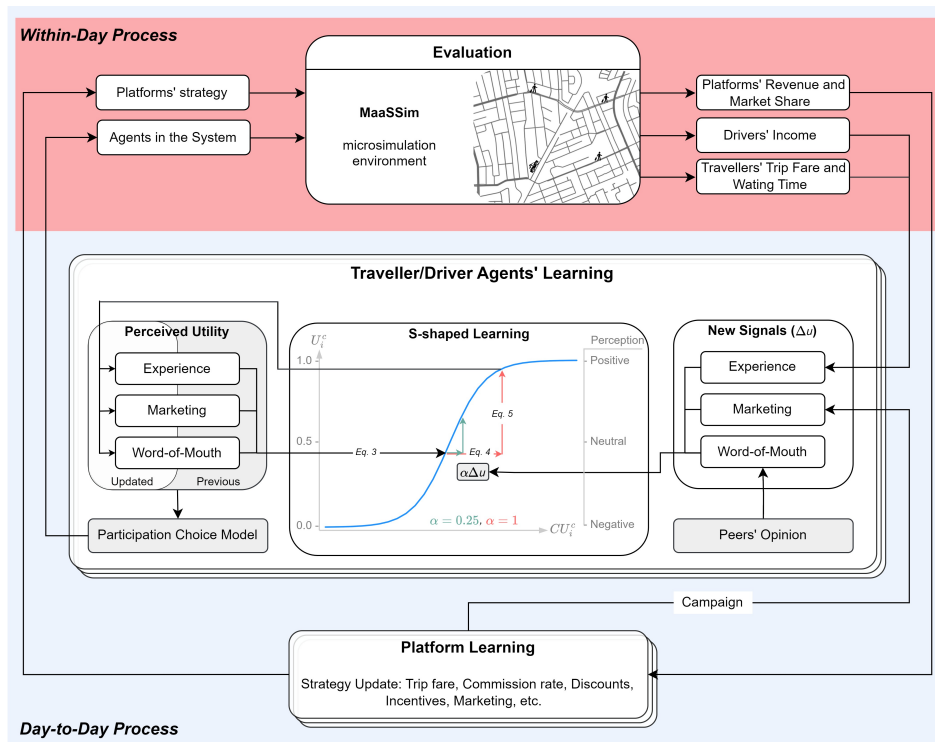 Within-Day Process
Evaluation
Platforms' strategy
Agents in the System
MaaSSim
microsimulation
environment
Platforms' Revenue and
Market Share
Drivers' Income
Travellers' Trip Fare and
Wating Time
Traveller/Driver Agents' Learning
Perceived Utility
Experience
Marketing
Word-of-Mouth
Updated
Previous
Participation Choice Model
S-shaped Learning
U_i^c
Perception
1.0
Positive
Eq. 5
0.5
Neutral
Eq. 3
Eq. 4
αΔu
α = 0.25, α = 1
0.0
CU_i^c
Negative
New Signals (Δu)
Experience
Marketing
Word-of-Mouth
Peers' Opinion
Campaign
Platform Learning
Strategy Update: Trip fare, Commission rate, Discounts,
Incentives, Marketing, etc.
Day-to-Day Process